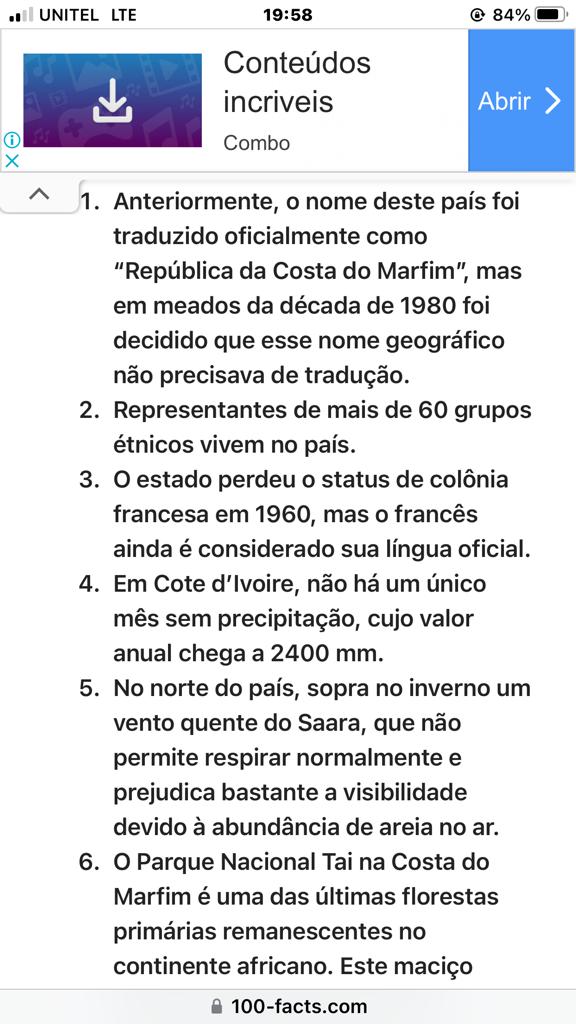 UNITEL LTE 19:58 84%
Conteúdos
incriveis
Combo
Abrir
1. Anteriormente, o nome deste país foi
traduzido oficialmente como
“República da Costa do Marfim”, mas
em meados da década de 1980 foi
decidido que esse nome geográfico
não precisava de tradução.
2. Representantes de mais de 60 grupos
étnicos vivem no país.
3. O estado perdeu o status de colônia
francesa em 1960, mas o francês
ainda é considerado sua língua oficial.
4. Em Cote d’Ivoire, não há um único
mês sem precipitação, cujo valor
anual chega a 2400 mm.
5. No norte do país, sopra no inverno um
vento quente do Saara, que não
permite respirar normalmente e
prejudica bastante a visibilidade
devido à abundância de areia no ar.
6. O Parque Nacional Tai na Costa do
Marfim é uma das últimas florestas
primárias remanescentes no
continente africano. Este maciço
100-facts.com